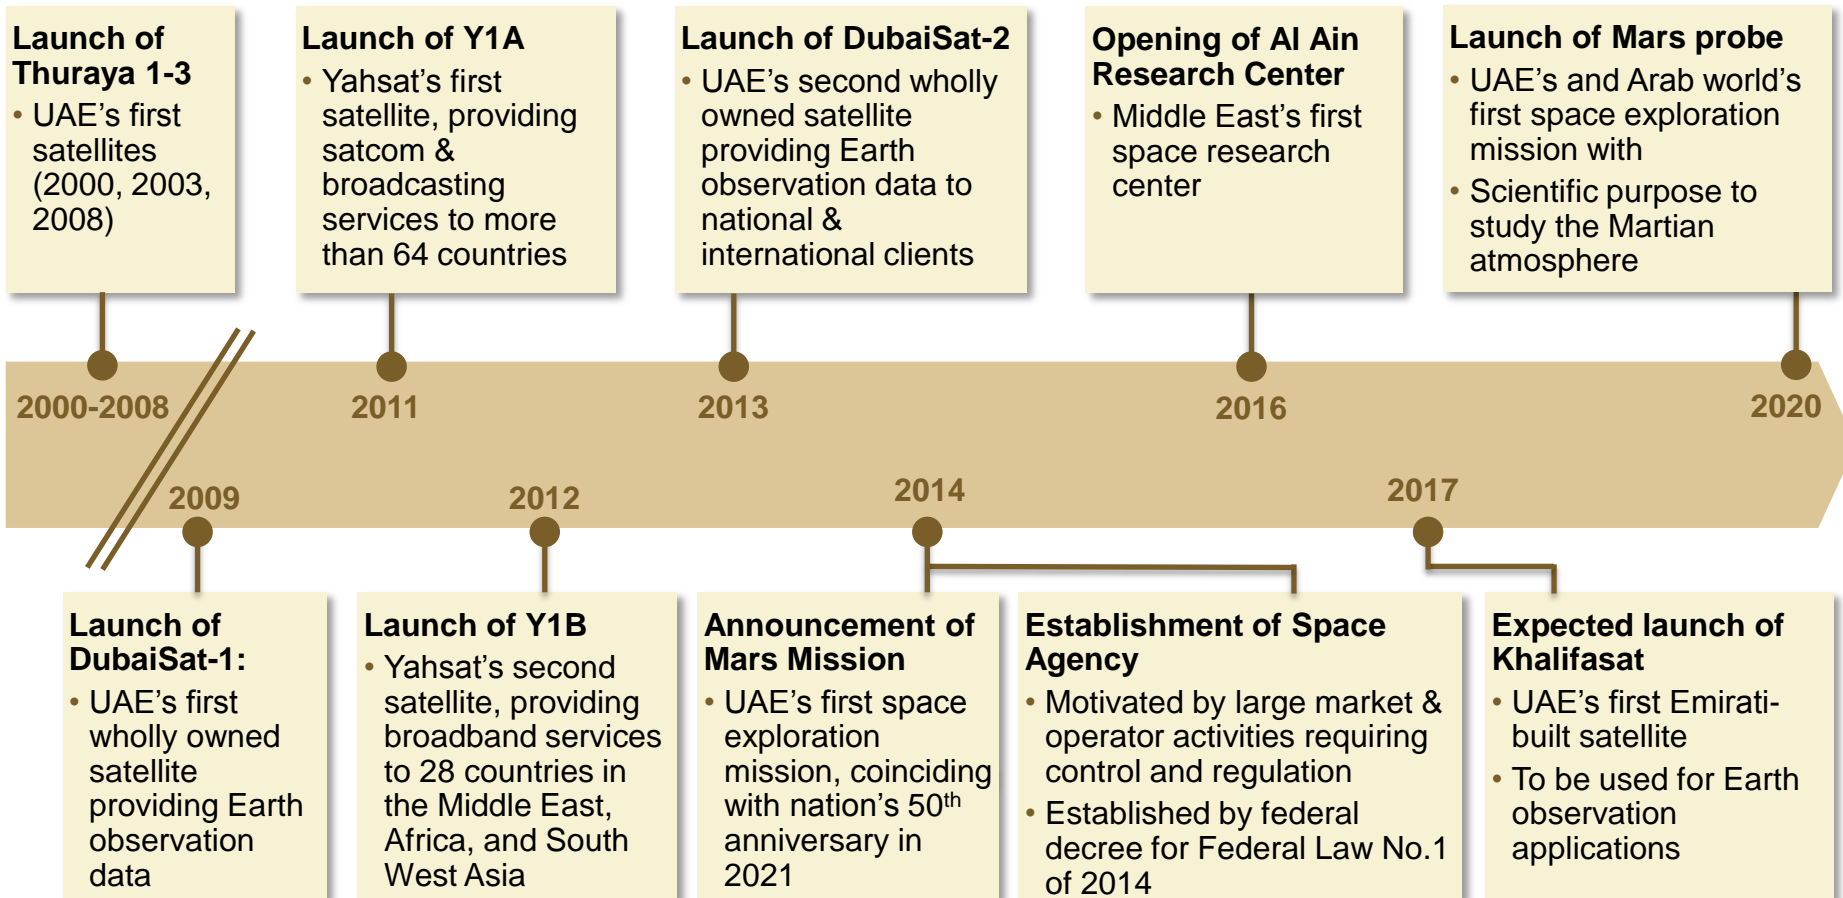 Launch of
Thuraya 1-3
• UAE's first
satellites
(2000, 2003,
2008)
Launch of Y1A
• Yahsat's first
satellite, providing
satcom &
broadcasting
services to more
than 64 countries
Launch of DubaiSat-2
• UAE's second wholly
owned satellite
providing Earth
observation data to
national &
international clients
Opening of Al Ain
Research Center
• Middle East's first
space research
center
Launch of Mars probe
• UAE's and Arab world's
first space exploration
mission with
• Scientific purpose to
study the Martian
atmosphere
2000-2008
2011
2013
2016
2020
2009
2012
2014
2017
Launch of
DubaiSat-1:
• UAE's first
wholly owned
satellite
providing Earth
observation
data
Launch of Y1B
• Yahsat's second
satellite, providing
broadband services
to 28 countries in
the Middle East,
Africa, and South
West Asia
Announcement of
Mars Mission
• UAE's first space
exploration
mission, coinciding
with nation's 50th
anniversary in
2021
Establishment of Space
Agency
• Motivated by large market &
operator activities requiring
control and regulation
• Established by federal
decree for Federal Law No.1
of 2014
Expected launch of
Khalifasat
• UAE's first Emirati-
built satellite
• To be used for Earth
observation
applications